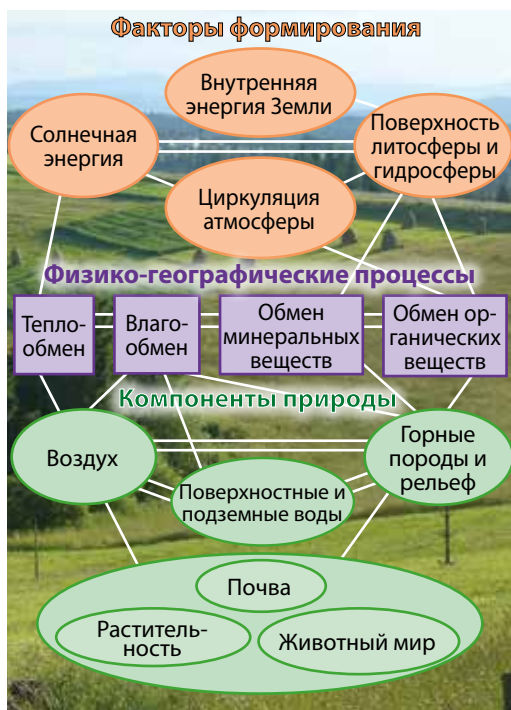 Факторы формирования
Внутренняя
энергия Земли
Солнечная
энергия
Поверхность
литосферы и
гидросферы
Циркуляция
атмосферы
Физико-географические процессы
Тепло-
обмен
Влаго-
обмен
Обмен
минеральных
веществ
Обмен ор-
ганических
веществ
Компоненты природы
Воздух
Горные
породы и
рельеф
Поверхностные и
подземные воды
Почва
Раститель-
ность
Животный мир